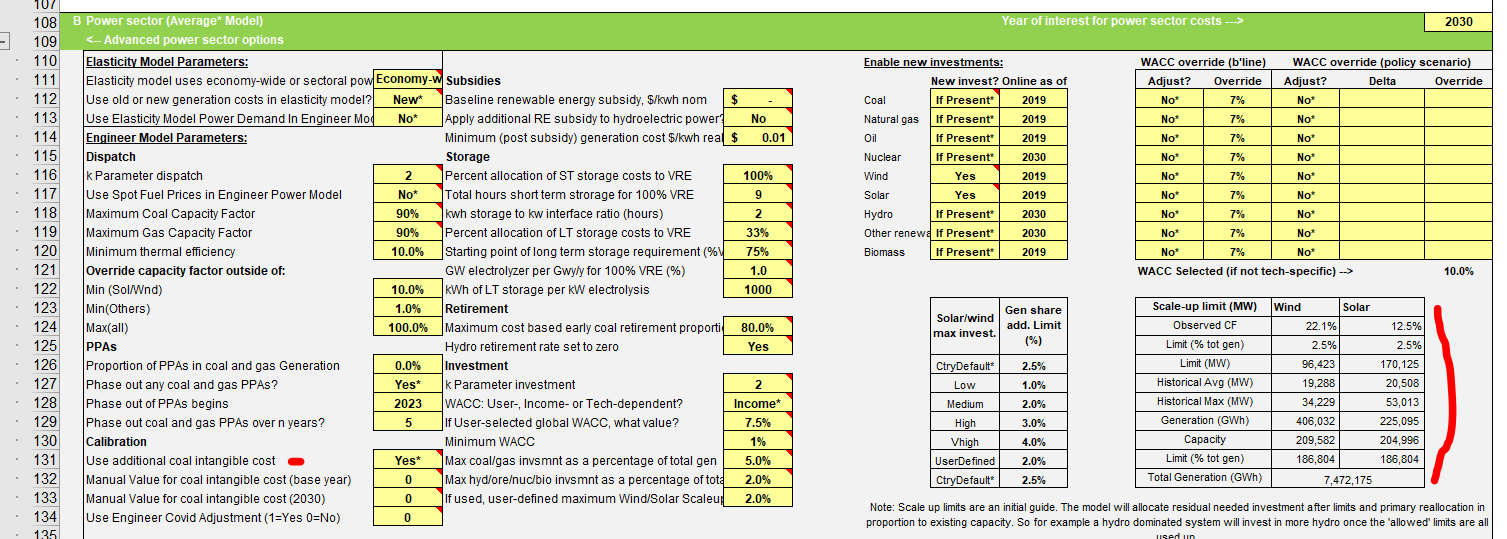 107
108 B Power sector (Average* Model) Year of interest for power sector costs ---> 2030
109 <-- Advanced power sector options
110 Elasticity Model Parameters: Enable new investments: WACC override (b'line) WACC override (policy scenario)
111 Elasticity model uses economy-wide or sectoral pow Economy-w Subsidies New invest? Online as of Adjust? Override Adjust? Delta Override
112 Use old or new generation costs in elasticity model? New* Baseline renewable energy subsidy, $/kwh nom $ - Coal If Present* 2019 No* 7% No*
113 Use Elasticity Model Power Demand In Engineer Mod No* Apply additional RE subsidy to hydroelectric power? No Natural gas If Present* 2019 No* 7% No*
114 Engineer Model Parameters: Minimum (post subsidy) generation cost $/kwh real $ 0.01 Oil If Present* 2019 No* 7% No*
115 Dispatch Storage Nuclear If Present* 2030 No* 7% No*
116 k Parameter dispatch 2 Percent allocation of ST storage costs to VRE 100% Wind Yes 2019 No* 7% No*
117 Use Spot Fuel Prices in Engineer Power Model No* Total hours short term strorage for 100% VRE 9 Solar Yes 2019 No* 7% No*
118 Maximum Coal Capacity Factor 90% kwh storage to kw interface ratio (hours) 2 Hydro If Present* 2030 No* 7% No*
119 Maximum Gas Capacity Factor 90% Percent allocation of LT storage costs to VRE 33% Other renewa If Present* 2030 No* 7% No*
120 Minimum thermal efficiency 10.0% Starting point of long term storage requirement (%V 75% Biomass If Present* 2019 No* 7% No*
121 Override capacity factor outside of: GW electrolyzer per Gwy/y for 100% VRE (%) 1.0 WACC Selected (if not tech-specific) --> 10.0%
122 Min (Sol/Wnd) 10.0% kWh of LT storage per kW electrolysis 1000
123 Min(Others) 1.0% Retirement Solar/wind max invest. Gen share add. Limit (%) Scale-up limit (MW) Wind Solar
124 Max(all) 100.0% Maximum cost based early coal retirement proporti 80.0% Observed CF 22.1% 12.5%
125 PPAs Hydro retirement rate set to zero Yes Limit (% tot gen) 2.5% 2.5%
126 Proportion of PPAs in coal and gas Generation 0.0% Investment CtryDefault* 2.5% Limit (MW) 96,423 170,125
127 Phase out any coal and gas PPAs? Yes* k Parameter investment 2 Low 1.0% Historical Avg (MW) 19,288 20,508
128 Phase out of PPAs begins 2023 WACC: User-, Income- or Tech-dependent? Income* Medium 2.0% Historical Max (MW) 34,229 53,013
129 Phase out coal and gas PPAs over n years? 5 If User-selected global WACC, what value? 7.5% High 3.0% Generation (GWh) 406,032 225,095
130 Calibration Minimum WACC 1% Vhigh 4.0% Capacity 209,582 204,996
131 Use additional coal intangible cost Yes* Max coal/gas invsmnt as a percentage of total gen 5.0% UserDefined 2.0% Limit (% tot gen) 186,804 186,804
132 Manual Value for coal intangible cost (base year) 0 Max hyd/ore/nuc/bio invsmnt as a percentage of tota 2.0% CtryDefault* 2.5% Total Generation (GWh) 7,472,175
133 Manual Value for coal intangible cost (2030) 0 If used, user-defined maximum Wind/Solar Scaleup 2.0%
134 Use Engineer Covid Adjustment (1=Yes 0=No) 0 Note: Scale up limits are an initial guide. The model will allocate residual needed investment after limits and primary reallocation in
proportion to existing capacity. So for example a hydro dominated system will invest in more hydro once the 'allowed' limits are all
135 used up